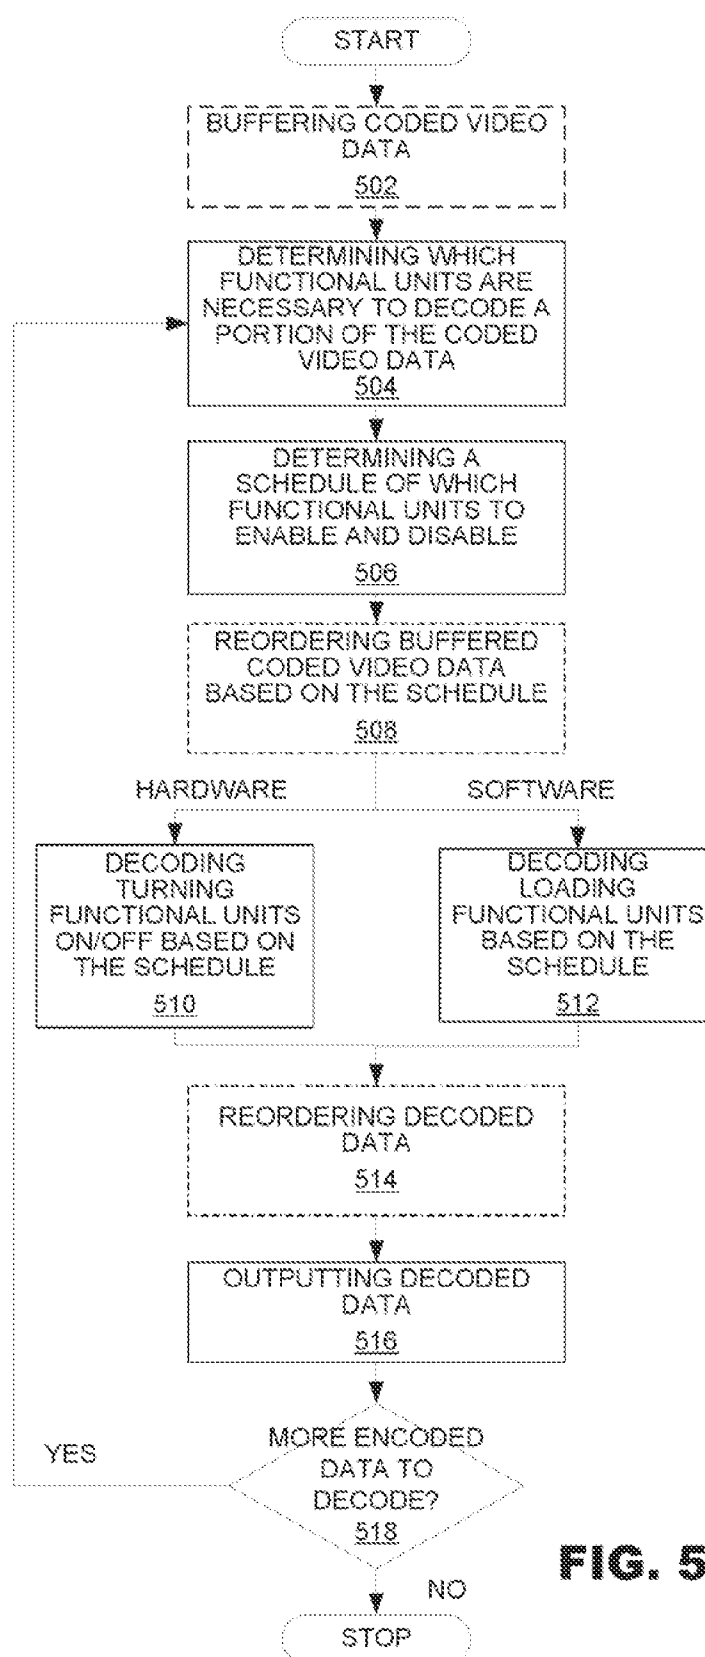 START
BUFFERING CODED VIDEO
DATA
502
DETERMINING WHICH
FUNCTIONAL UNITS ARE
NECESSARY TO DECODE A
PORTION OF THE CODED
VIDEO DATA
504
DETERMINING A
SCHEDULE OF WHICH
FUNCTIONAL UNITS TO
ENABLE AND DISABLE
506
REORDERING BUFFERED
CODED VIDEO DATA
BASED ON THE SCHEDULE
508
HARDWARE
SOFTWARE
DECODING
TURNING
FUNCTIONAL UNITS
ON/OFF BASED ON
THE SCHEDULE
510
DECODING
LOADING
FUNCTIONAL UNITS
BASED ON THE
SCHEDULE
512
REORDERING DECODED
DATA
514
OUTPUTTING DECODED
DATA
516
MORE ENCODED
DATA TO
DECODE?
518
YES
NO
STOP
FIG. 5